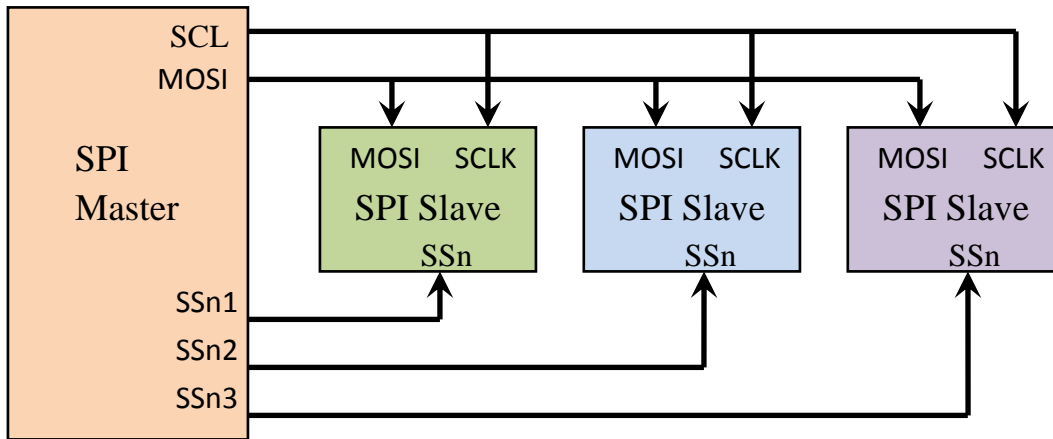 SCL
MOSI
SPI
Master
SSn1
SSn2
SSn3
MOSI SCLK
SPI Slave
SSn
MOSI SCLK
SPI Slave
SSn
MOSI SCLK
SPI Slave
SSn